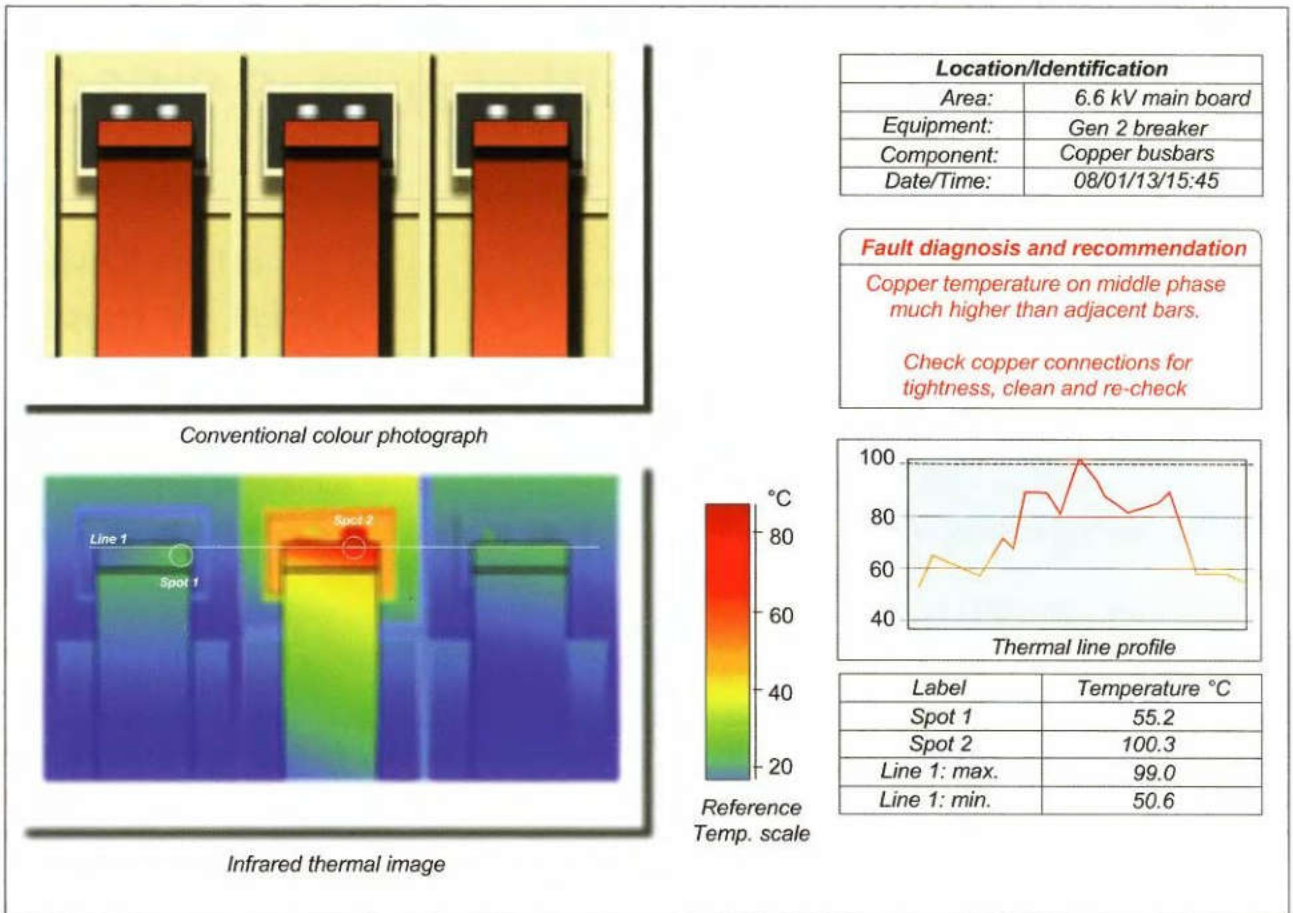 Location/Identification
Area: 6.6 kV main board
Equipment: Gen 2 breaker
Component: Copper busbars
Date/Time: 08/01/13/15:45
Fault diagnosis and recommendation
Copper temperature on middle phase
much higher than adjacent bars.
Check copper connections for
tightness, clean and re-check
Conventional colour photograph
Line 1
Spot 1
Spot 2
Infrared thermal image
°C
80
60
40
20
Reference
Temp. scale
100
80
60
40
Thermal line profile
Label Temperature °C
Spot 1 55.2
Spot 2 100.3
Line 1: max. 99.0
Line 1: min. 50.6